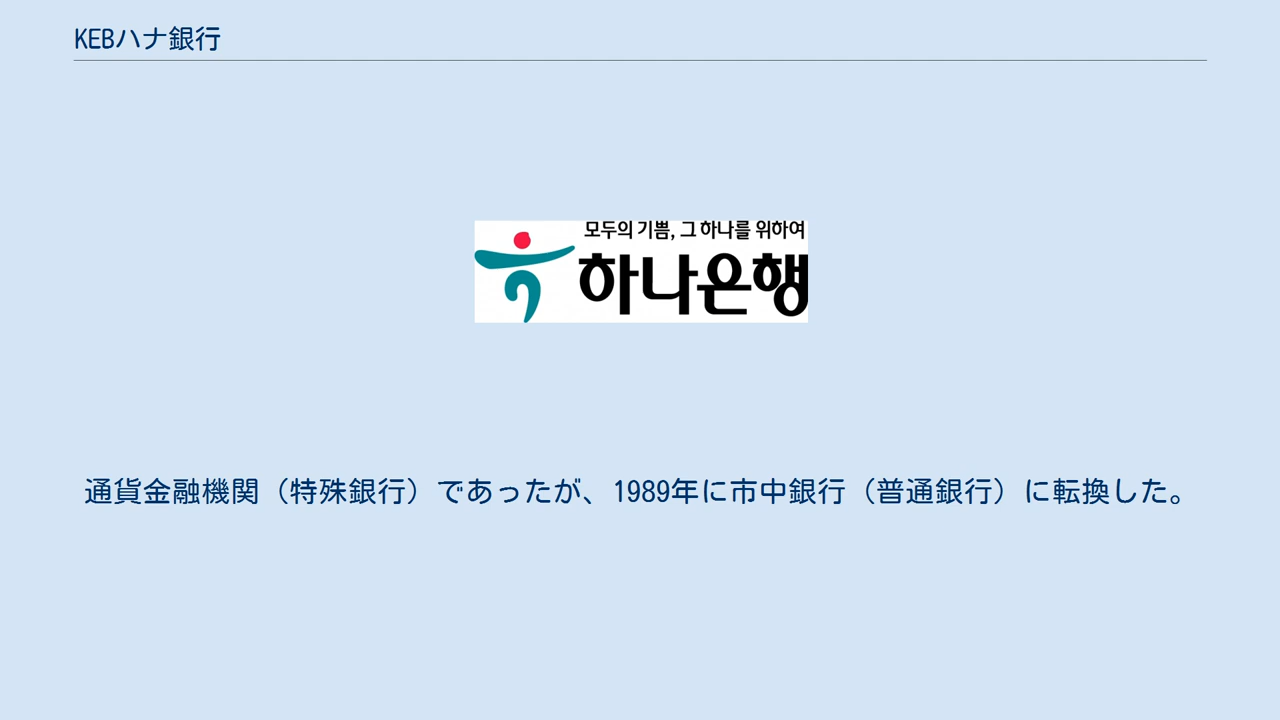 KEBハナ銀行
모두의 기쁨, 그 하나를 위하여
하나은행
通貨金融機関（特殊銀行）であったが、1989年に市中銀行（普通銀行）に転換した。